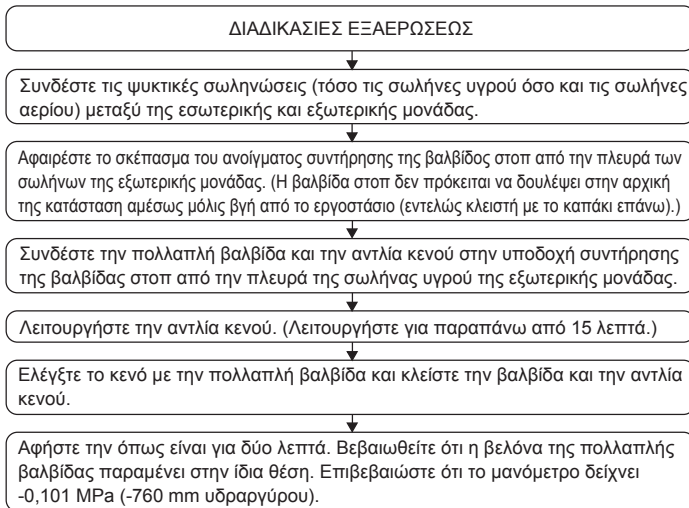 ΔΙΑΔΙΚΑΣΙΕΣ ΕΞΑΕΡΩΣΕΩΣ
Συνδέστε τις ψυκτικές σωληνώσεις (τόσο τις σωλήνες υγρού όσο και τις σωλήνες
αερίου) μεταξύ της εσωτερικής και εξωτερικής μονάδας.
Αφαιρέστε το σκέπασμα του ανοίγματος συντήρησης της βαλβίδος στοπ από την πλευρά των
σωλήνων της εξωτερικής μονάδας. (Η βαλβίδα στοπ δεν πρόκειται να δουλέψει στην αρχική
της κατάσταση αμέσως μόλις βγή από το εργοστάσιο (εντελώς κλειστή με το καπάκι επάνω).)
Συνδέστε την πολλαπλή βαλβίδα και την αντλία κενού στην υποδοχή συντήρησης
της βαλβίδας στοπ από την πλευρά της σωλήνας υγρού της εξωτερικής μονάδας.
Λειτουργήστε την αντλία κενού. (Λειτουργήστε για παραπάνω από 15 λεπτά.)
Ελέγξτε το κενό με την πολλαπλή βαλβίδα και κλείστε την βαλβίδα και την αντλία
κενού.
Αφήστε την όπως είναι για δύο λεπτά. Βεβαιωθείτε ότι η βελόνα της πολλαπλής
βαλβίδας παραμένει στην ίδια θέση. Επιβεβαιώστε ότι το μανόμετρο δείχνει
-0,101 MPa (-760 mm υδραργύρου).